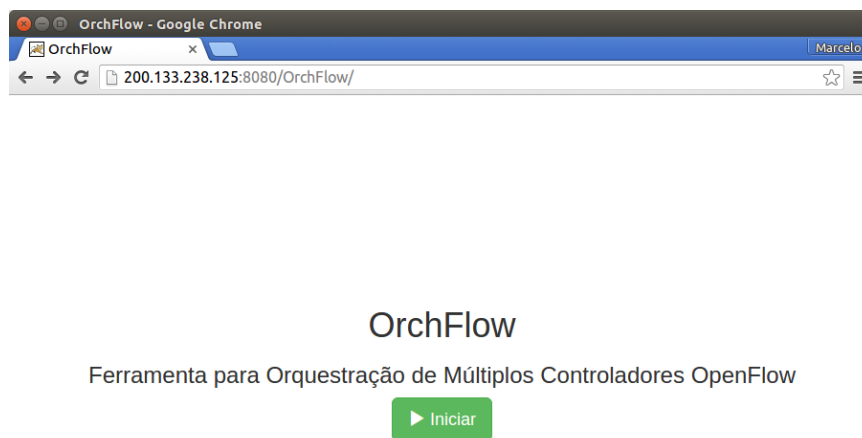 OrchFlow - Google Chrome
OrchFlow
Marcelo
200.133.238.125:8080/OrchFlow/
OrchFlow
Ferramenta para Orquestração de Múltiplos Controladores OpenFlow
Iniciar